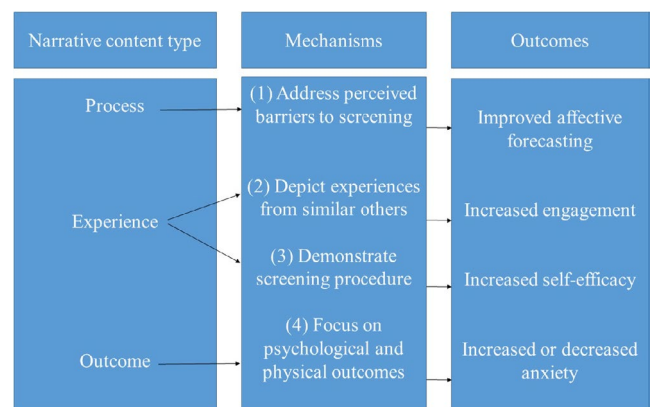 Narrative content type
Mechanisms
Outcomes
Process
(1) Address perceived
barriers to screening
Improved affective
forecasting
Experience
(2) Depict experiences
from similar others
Increased engagement
(3) Demonstrate
screening procedure
Increased self-efficacy
Outcome
(4) Focus on
psychological and
physical outcomes
Increased or decreased
anxiety